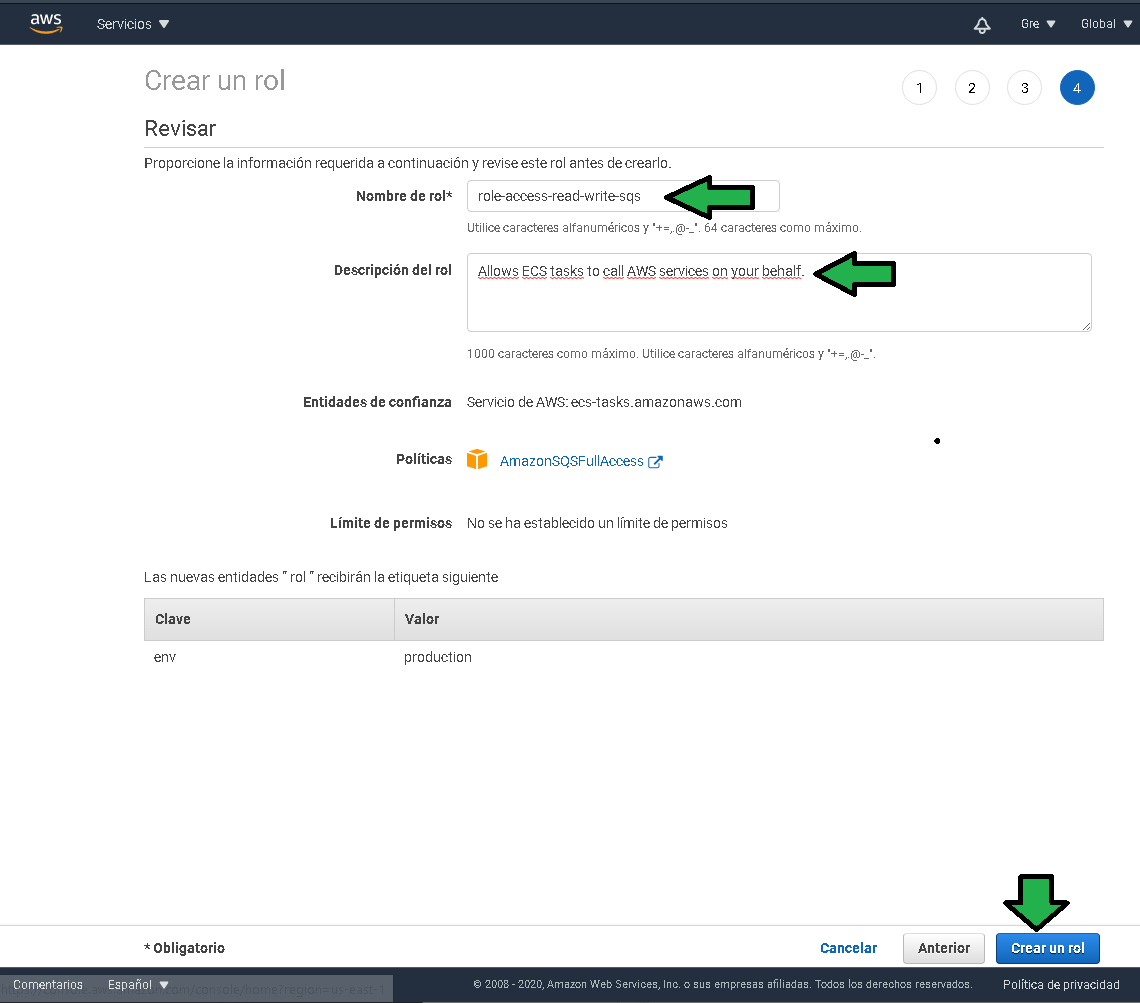 aws Servicios Gre Global
Crear un rol
1 2 3 4
Revisar
Proporcione la información requerida a continuación y revise este rol antes de crearlo.
Nombre de rol* role-access-read-write-sqs
Utilice caracteres alfanuméricos y "+=,.@-_". 64 caracteres como máximo.
Descripción del rol Allows ECS tasks to call AWS services on your behalf.
1000 caracteres como máximo. Utilice caracteres alfanuméricos y "+=,.@-_".
Entidades de confianza Servicio de AWS: ecs-tasks.amazonaws.com
Políticas AmazonSQSFullAccess
Límite de permisos No se ha establecido un límite de permisos
Las nuevas entidades " rol " recibirán la etiqueta siguiente
Clave Valor
env production
* Obligatorio Cancelar Anterior Crear un rol
Comentarios Español © 2008 - 2020, Amazon Web Services, Inc. o sus empresas afiliadas. Todos los derechos reservados. Política de privacidad